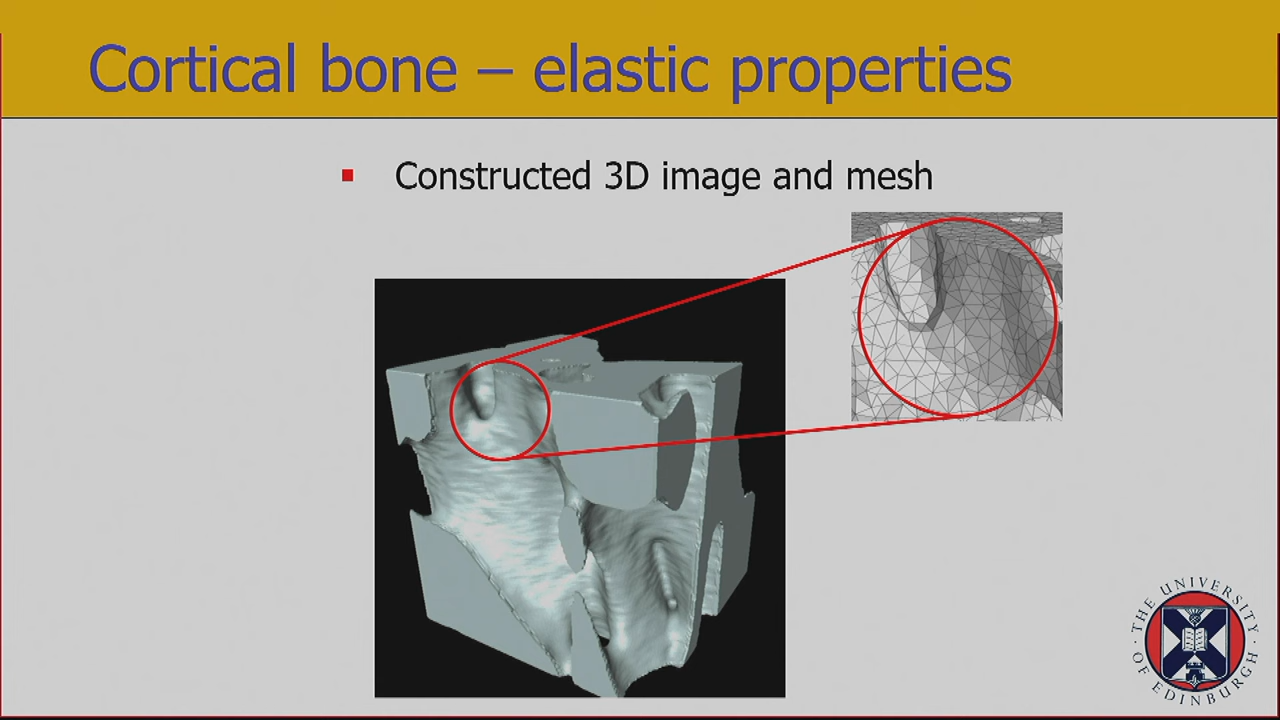 Cortical bone – elastic properties
Constructed 3D image and mesh
THE UNIVERSITY
OF EDINBURGH